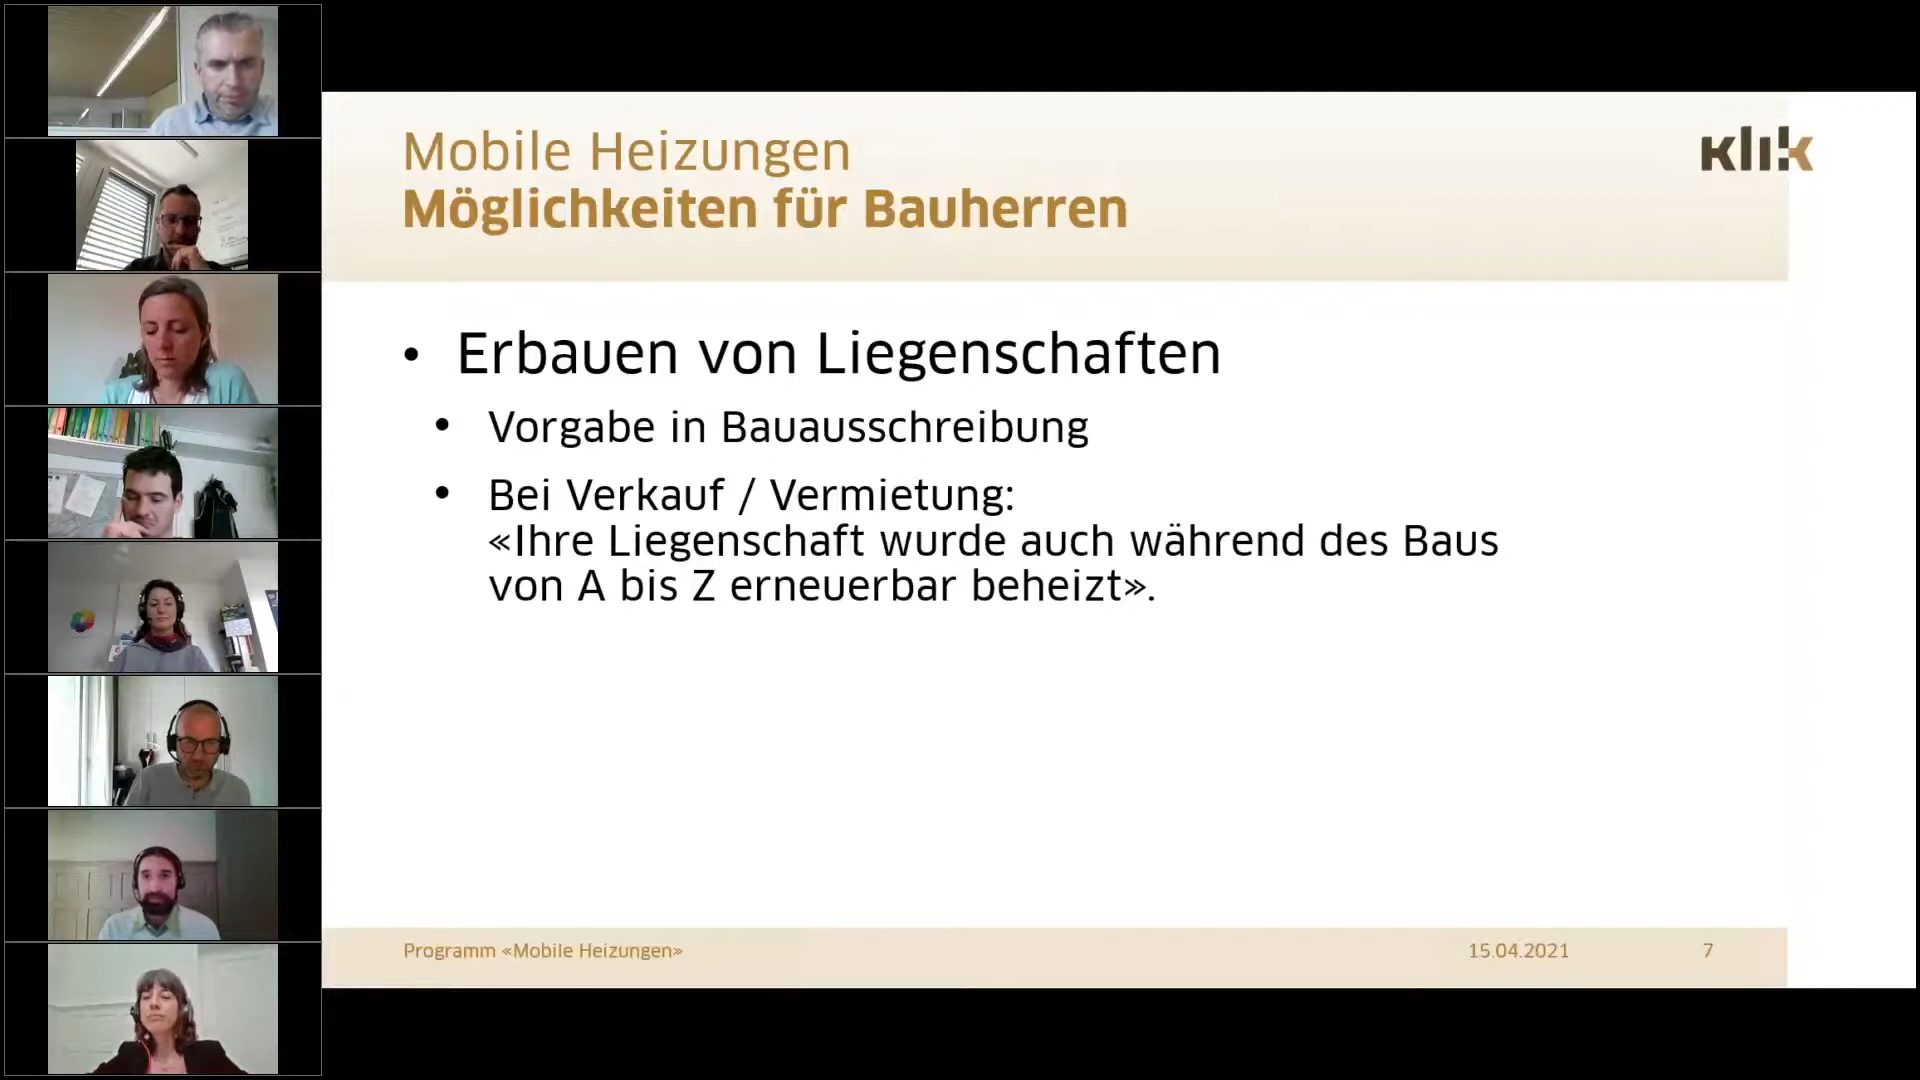 Mobile Heizungen
Möglichkeiten für Bauherren
klik
• Erbauen von Liegenschaften
• Vorgabe in Bauausschreibung
• Bei Verkauf / Vermietung:
«Ihre Liegenschaft wurde auch während des Baus
von A bis Z erneuerbar beheizt».
Programm «Mobile Heizungen»
15.04.2021
7